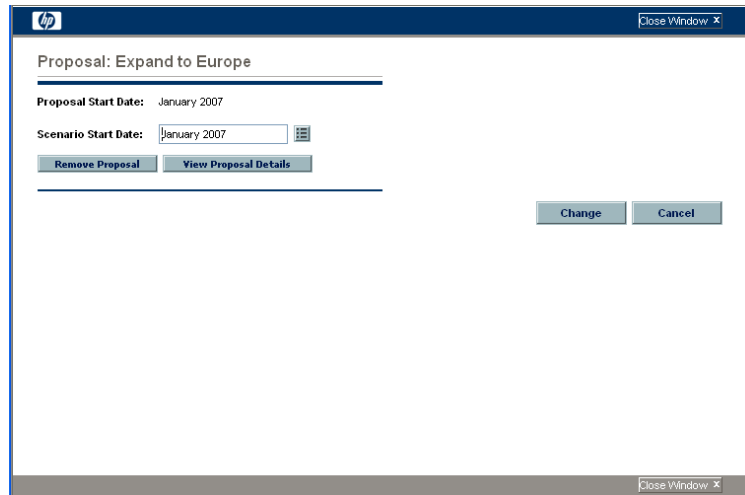 hp
Close Window x
Proposal: Expand to Europe
Proposal Start Date: January 2007
Scenario Start Date: January 2007
Remove Proposal View Proposal Details
Change Cancel
Close Window x